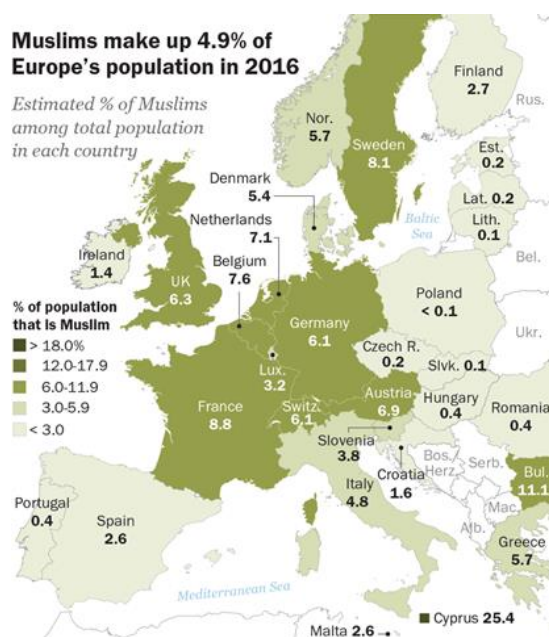 Muslims make up 4.9% of
Europe's population in 2016
Estimated % of Muslims
among total population
in each country
Finland
2.7
Rus.
Nor.
5.7
Sweden
8.1
Est.
0.2
Denmark
5.4
Lat. 0.2
Netherlands
7.1
Baltic
Sea
Lith.
0.1
Ireland
1.4
Belgium
7.6
Bel.
UK
6.3
% of population
that is Muslim
> 18.0%
12.0-17.9
6.0-11.9
3.0-5.9
< 3.0
Poland
< 0.1
Germany
6.1
Ukr.
Czech R.
0.2
Slvk. 0.1
Lux.
3.2
Austria
6.9
Hungary
0.4
Romania
0.4
France
8.8
Switz.
6.1
Slovenia
3.8
Croatia
1.6
Bos.
Herz.
Serb.
Bul.
11.1
Italy
4.8
Portugal
0.4
Spain
2.6
Mac.
Alb.
Greece
5.7
Mediterranean Sea
Cyprus 25.4
Malta 2.6